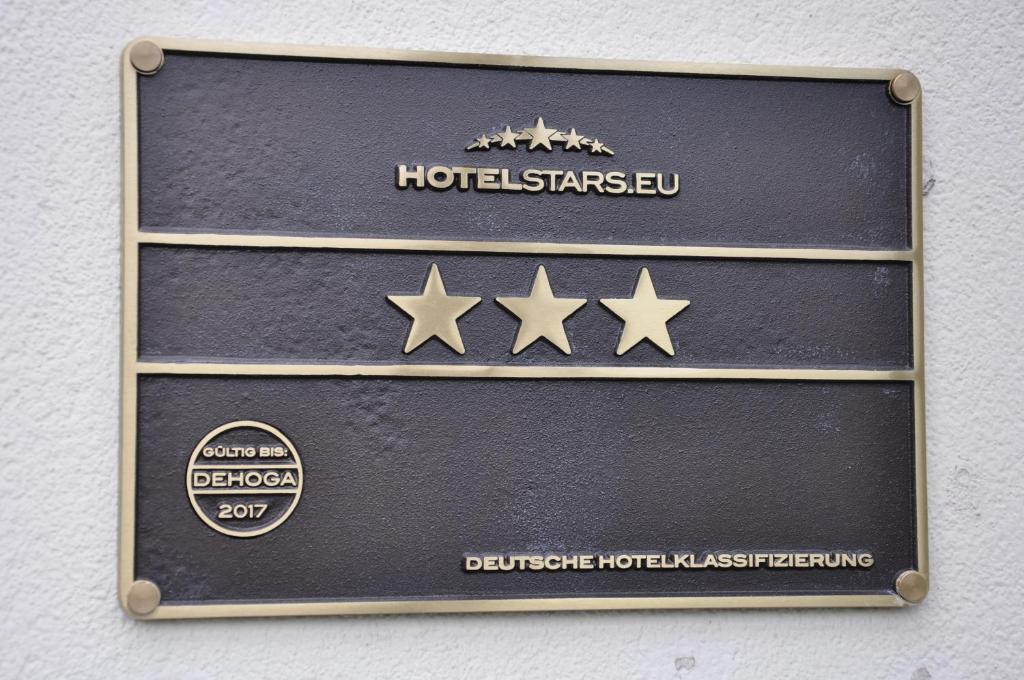 HOTELSTARS.EU
GÜLTIG BIS:
DEHOGA
2017
DEUTSCHE HOTELKLASSIFIZIERUNG